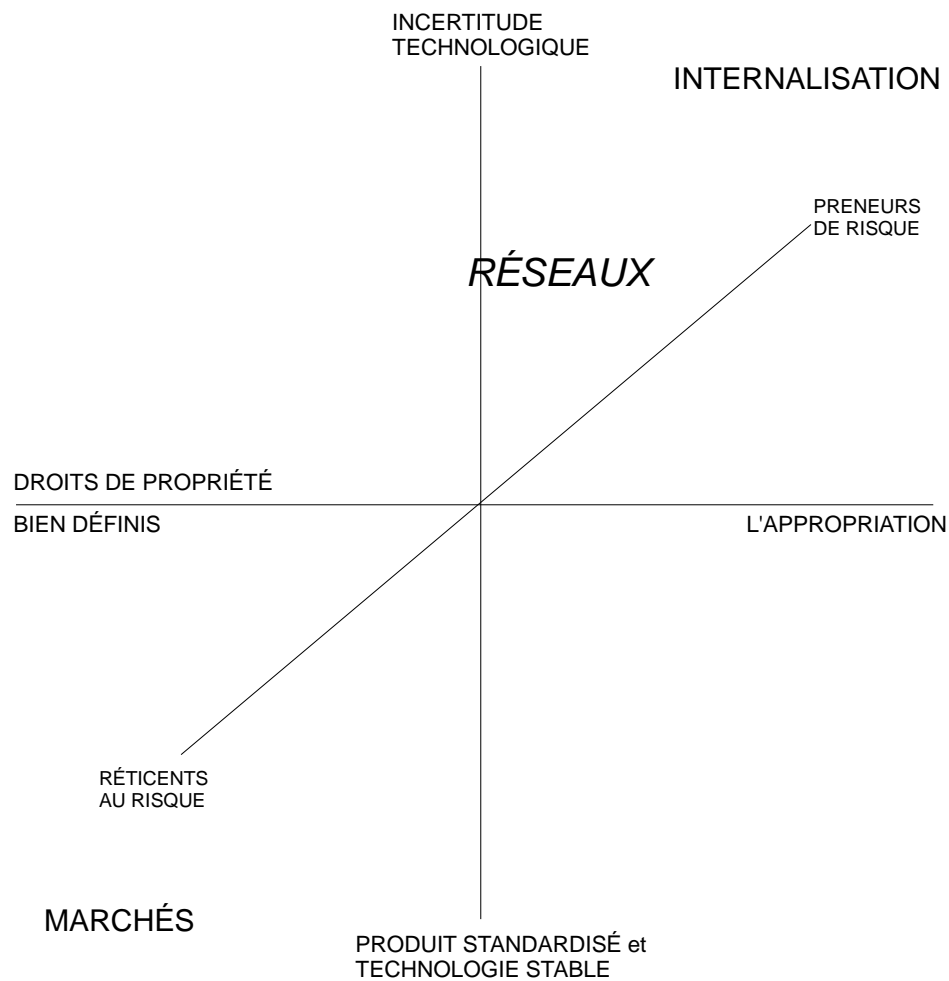 INCERTITUDE
TECHNOLOGIQUE
INTERNALISATION
PRENEURS
DE RISQUE
RÉSEAUX
DROITS DE PROPRIÉTÉ
BIEN DÉFINIS
L'APPROPRIATION
RÉTICENTS
AU RISQUE
MARCHÉS
PRODUIT STANDARDISÉ et
TECHNOLOGIE STABLE